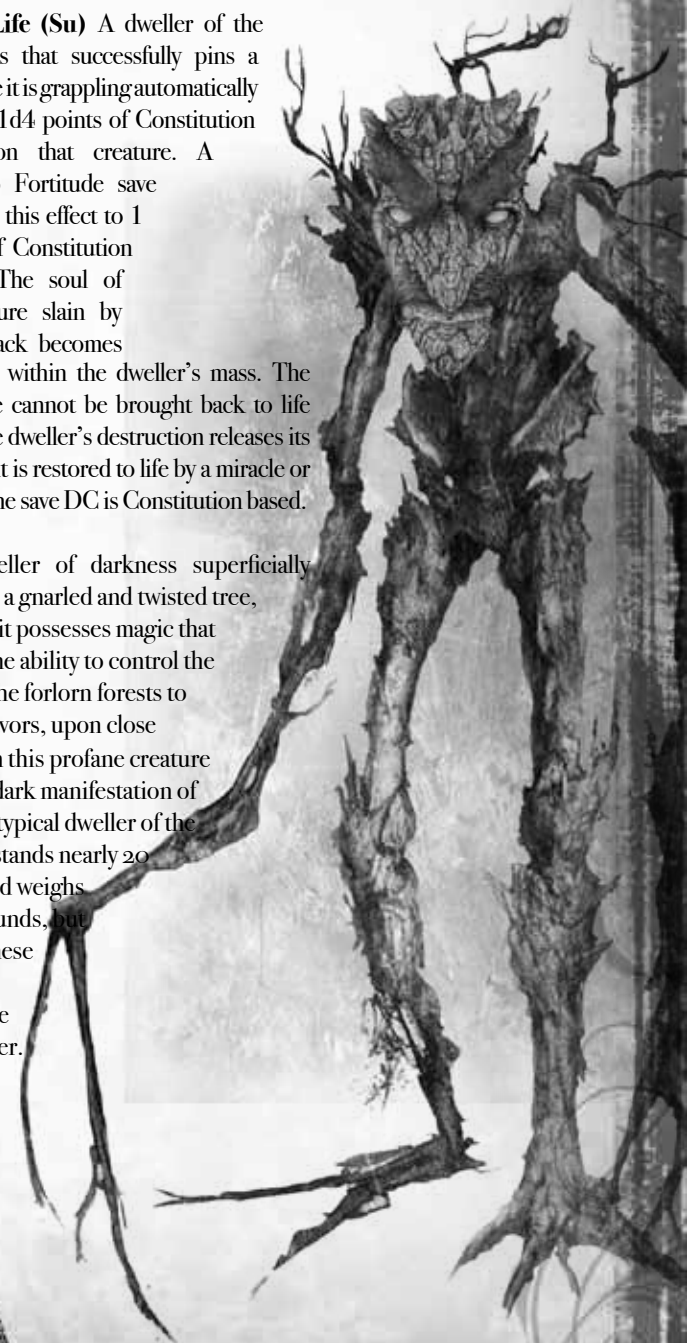 Life (Su) A dweller of the
s that successfully pins a
e it is grappling automatically
1d4 points of Constitution
on that creature. A
Fortitude save
this effect to 1
of Constitution
The soul of
ure slain by
ack becomes
within the dweller's mass. The
e cannot be brought back to life
e dweller's destruction releases its
t is restored to life by a miracle or
he save DC is Constitution based.
eller of darkness superficially
a gnarled and twisted tree,
it possesses magic that
he ability to control the
he forlorn forests to
vors, upon close
n this profane creature
dark manifestation of
typical dweller of the
stands nearly 20
d weighs
unds, but
hese
e
er.